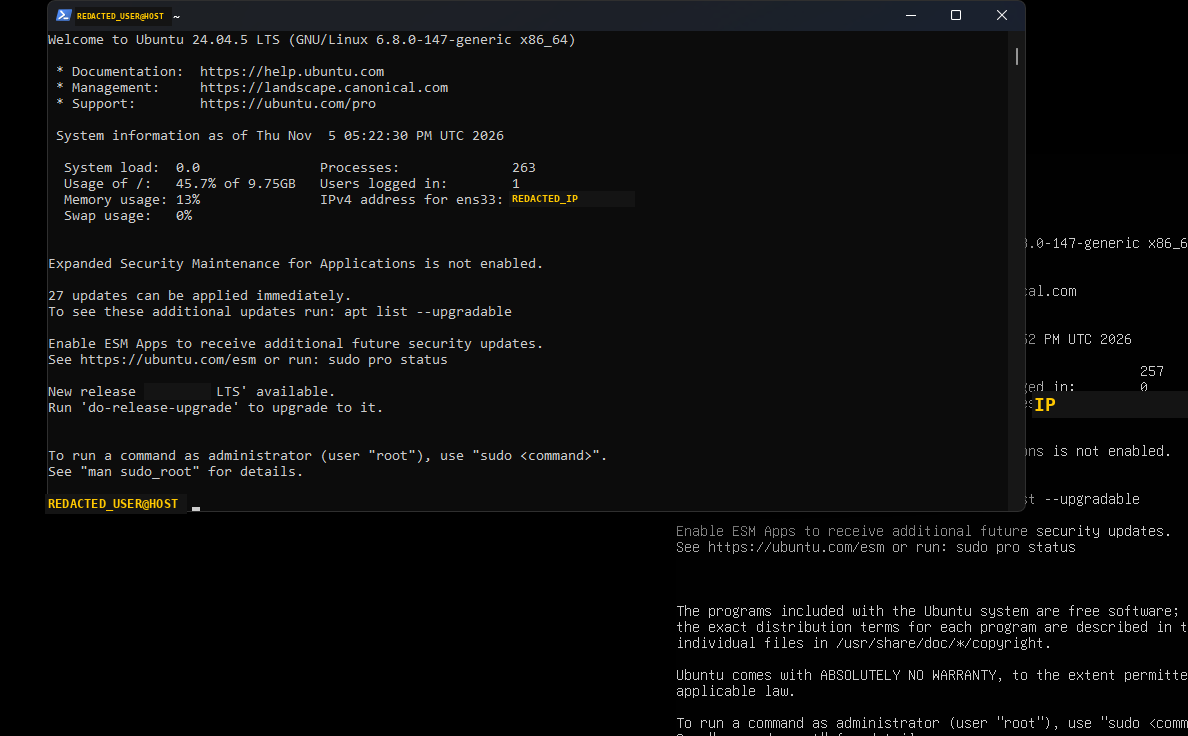 REDACTED_USER@HOST ~
Welcome to Ubuntu 24.04.5 LTS (GNU/Linux 6.8.0-147-generic x86_64)
* Documentation: https://help.ubuntu.com
* Management: https://landscape.canonical.com
* Support: https://ubuntu.com/pro
System information as of Thu Nov 5 05:22:30 PM UTC 2026
System load: 0.0 Processes: 263
Usage of /: 45.7% of 9.75GB Users logged in: 1
Memory usage: 13% IPv4 address for ens33: REDACTED_IP
Swap usage: 0%
Expanded Security Maintenance for Applications is not enabled.
27 updates can be applied immediately.
To see these additional updates run: apt list --upgradable
Enable ESM Apps to receive additional future security updates.
See https://ubuntu.com/esm or run: sudo pro status
New release LTS' available.
Run 'do-release-upgrade' to upgrade to it.
To run a command as administrator (user "root"), use "sudo <command>".
See "man sudo_root" for details.
REDACTED_USER@HOST
.0-147-generic x86_6
cal.com
52 PM UTC 2026
257
ged in: 0
IP
ons is not enabled.
st --upgradable
Enable ESM Apps to receive additional future security updates.
See https://ubuntu.com/esm or run: sudo pro status
The programs included with the Ubuntu system are free software;
the exact distribution terms for each program are described in t
individual files in /usr/share/doc/*/copyright.
Ubuntu comes with ABSOLUTELY NO WARRANTY, to the extent permitte
applicable law.
To run a command as administrator (user "root"), use "sudo <comm